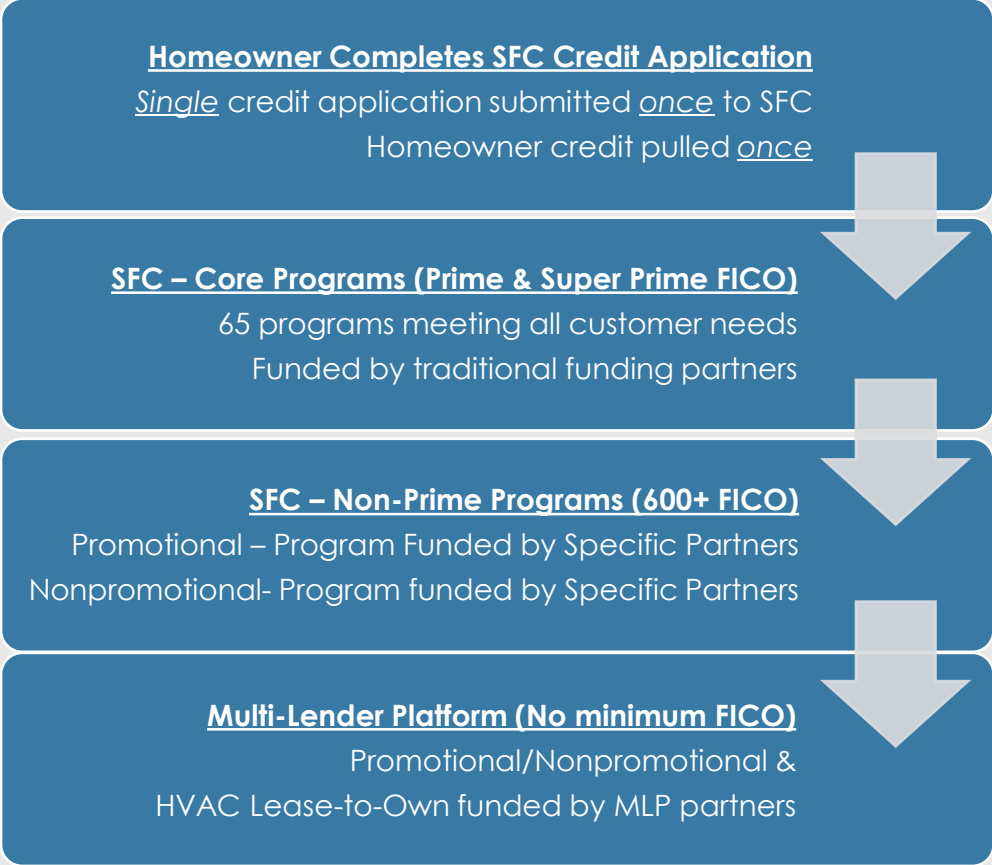 Homeowner Completes SFC Credit Application
Single credit application submitted once to SFC
Homeowner credit pulled once
SFC – Core Programs (Prime & Super Prime FICO)
65 programs meeting all customer needs
Funded by traditional funding partners
SFC – Non-Prime Programs (600+ FICO)
Promotional – Program Funded by Specific Partners
Nonpromotional- Program funded by Specific Partners
Multi-Lender Platform (No minimum FICO)
Promotional/Nonpromotional &
HVAC Lease-to-Own funded by MLP partners